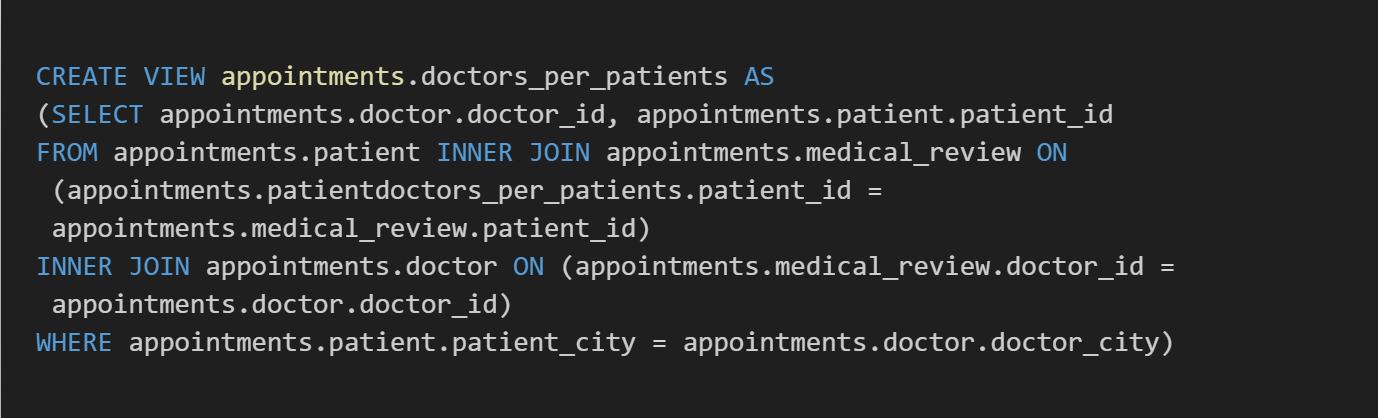 CREATE VIEW appointments.doctors_per_patients AS
(SELECT appointments.doctor.doctor_id, appointments.patient.patient_id
FROM appointments.patient INNER JOIN appointments.medical_review ON
(appointments.patientdoctors_per_patients.patient_id =
appointments.medical_review.patient_id)
INNER JOIN appointments.doctor ON (appointments.medical_review.doctor_id =
appointments.doctor.doctor_id)
WHERE appointments.patient.patient_city = appointments.doctor.doctor_city)